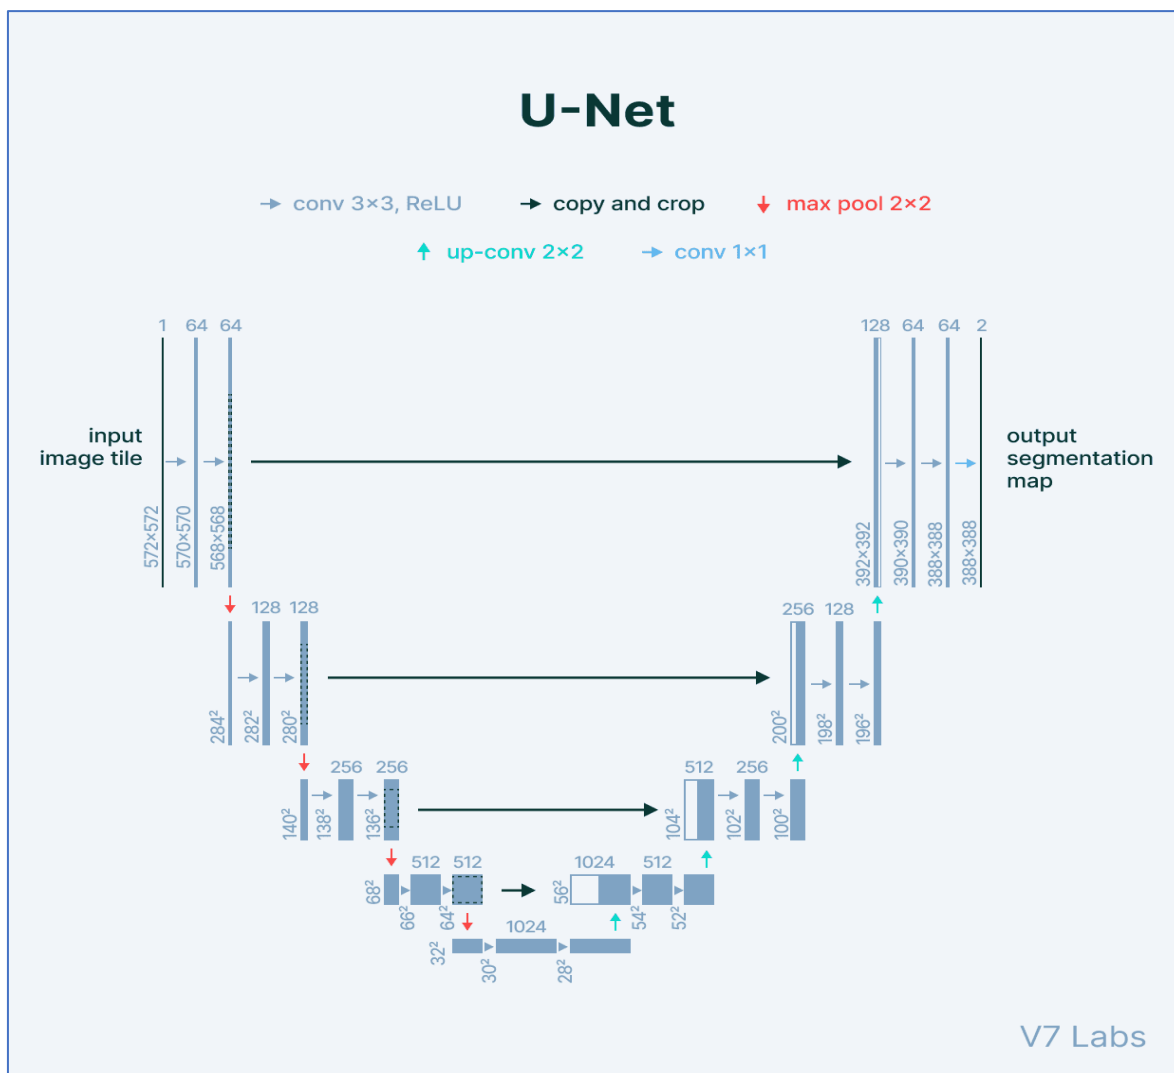 U-Net
conv 3×3, ReLU copy and crop max pool 2×2
up-conv 2×2 conv 1×1
1 64 64
128 64 64 2
input
image tile
output
segmentation
map
572×572 570×570 568×568
392×392 390×390 388×388 388×388
128 128
256 128
284² 282² 280²
200² 198² 196²
256 256
512 256
140² 138² 136²
104² 102² 100²
512 512
1024 512
68² 66² 64²
56² 54² 52²
1024
32² 30² 28²
V7 Labs